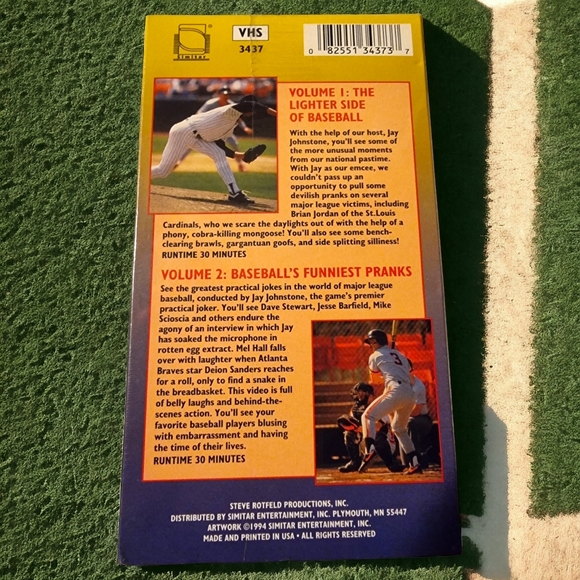 Simitar
VHS
3437
0 82551 34373 7
VOLUME 1: THE
LIGHTER SIDE
OF BASEBALL
With the help of our host, Jay
Johnstone, you'll see some of
the more unusual moments
from our national pastime.
With Jay as our emcee, we
couldn't pass up an
opportunity to pull some
devilish pranks on several
major league victims, including
Brian Jordan of the St.Louis
Cardinals, who we scare the daylights out of with the help of a
phony, cobra-killing mongoose! You'll also see some bench-
clearing brawls, gargantuan goofs, and side splitting silliness!
RUNTIME 30 MINUTES
VOLUME 2: BASEBALL'S FUNNIEST PRANKS
See the greatest practical jokes in the world of major league
baseball, conducted by Jay Johnstone, the game's premier
practical joker. You'll see Dave Stewart, Jesse Barfield, Mike
Scioscia and others endure the
agony of an interview in which Jay
has soaked the microphone in
rotten egg extract. Mel Hall falls
over with laughter when Atlanta
Braves star Deion Sanders reaches
for a roll, only to find a snake in
the breadbasket. This video is full
of belly laughs and behind-the-
scenes action. You'll see your
favorite baseball players blusing
with embarrassment and having
the time of their lives.
RUNTIME 30 MINUTES
3
STEVE ROTFELD PRODUCTIONS, INC.
DISTRIBUTED BY SIMITAR ENTERTAINMENT, INC. PLYMOUTH, MN 55447
ARTWORK ©1994 SIMITAR ENTERTAINMENT, INC.
MADE AND PRINTED IN USA • ALL RIGHTS RESERVED